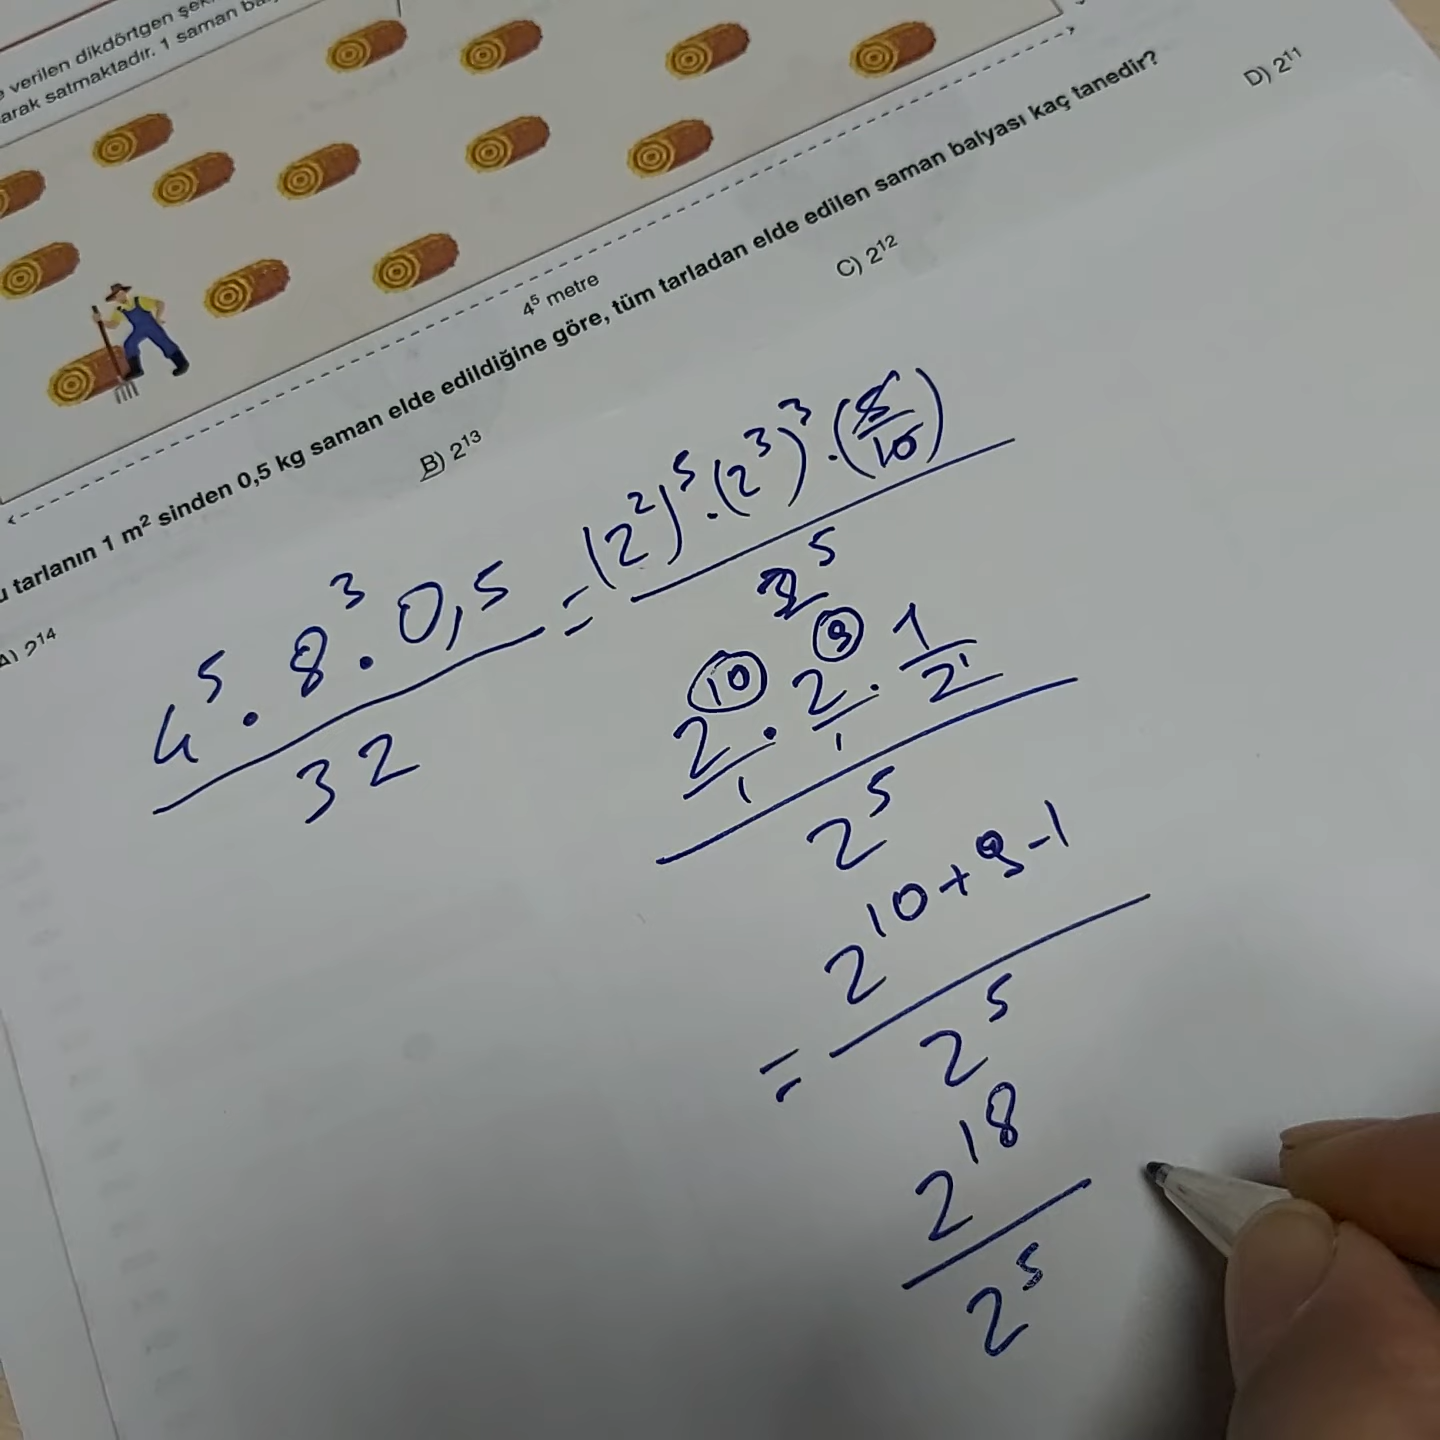 verilen dikdörtgen
arak satmaktadır. 1 saman
4⁵ metre
tarlanın 1 m² sinden 0,5 kg saman elde edildiğine göre, tüm tarladan elde edilen saman balyası kaç tanedir?
A) 2¹⁴ B) 2¹³ C) 2¹² D) 2¹¹
4⁵ . 8³ . 0,5 = (2²)⁵ . (2³)³ . (5/10)
32 2⁵
2¹⁰/1 . 2⁹/1 . 1/2¹
2⁵
= 2¹⁰⁺⁹⁻¹
2⁵
2¹⁸
2⁵